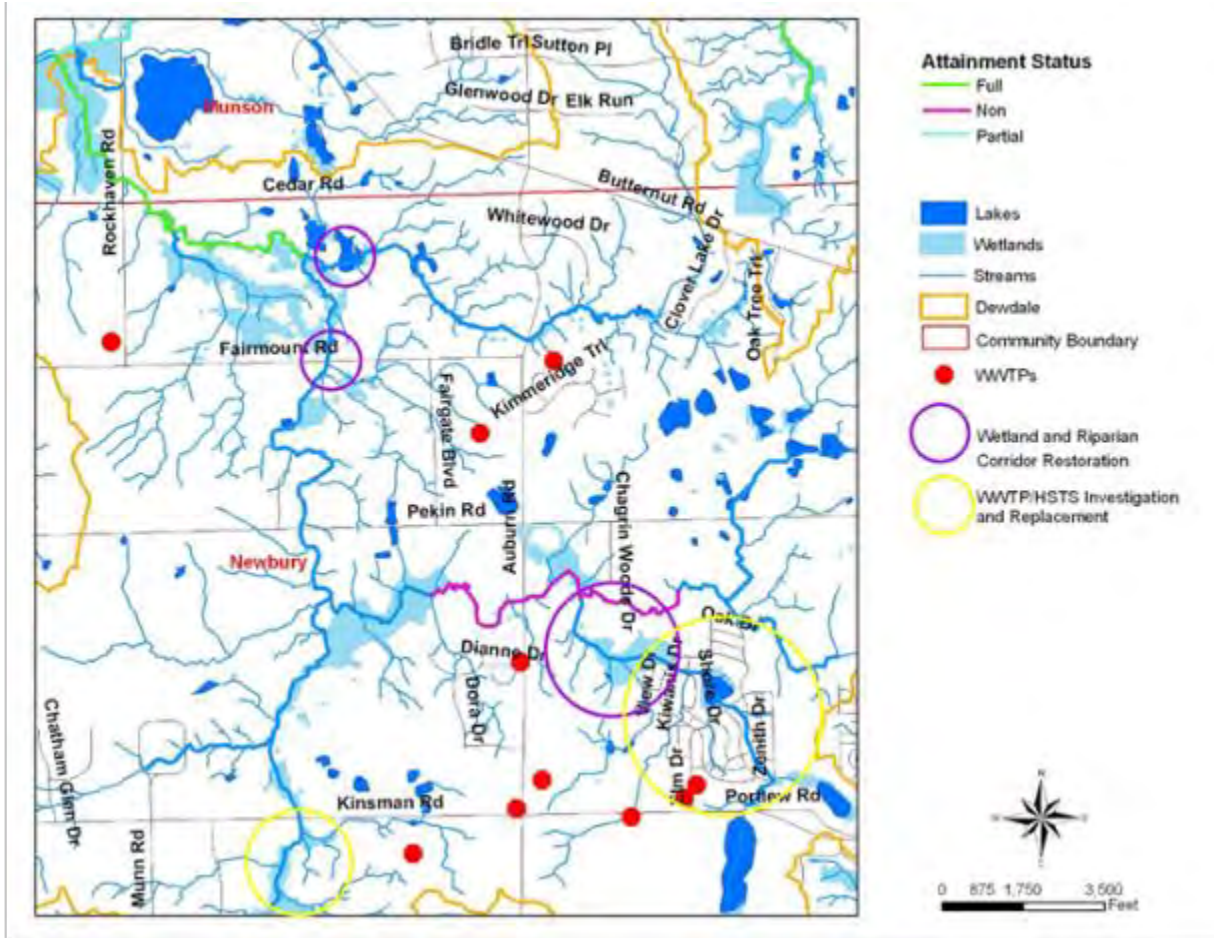 Bridle Trl Sutton Pl
Glenwood Dr Elk Run
Munson
Rockhaven Rd
Cedar Rd
Butternut Rd
Whitewood Dr
Clover Lake Dr
Oak Tree Trl
Fairmount Rd
Kimmeridge Trl
Fairgate Blvd
Pekin Rd
Auburn Rd
Chagrin Woods Dr
Newbury
Oak Dr
Dianne Dr
Dora Dr
View Dr
Kiwanis Dr
Shore Dr
Zenith Dr
Elm Dr
Chatham Glen Dr
Kinsman Rd
Munn Rd
Attainment Status
Full
Non
Partial
Lakes
Wetlands
Streams
Dewdale
Community Boundary
WWTPs
Wetland and Riparian
Corridor Restoration
WWTP/HSTS Investigation
and Replacement
N
0 875 1,750 3,500
Feet